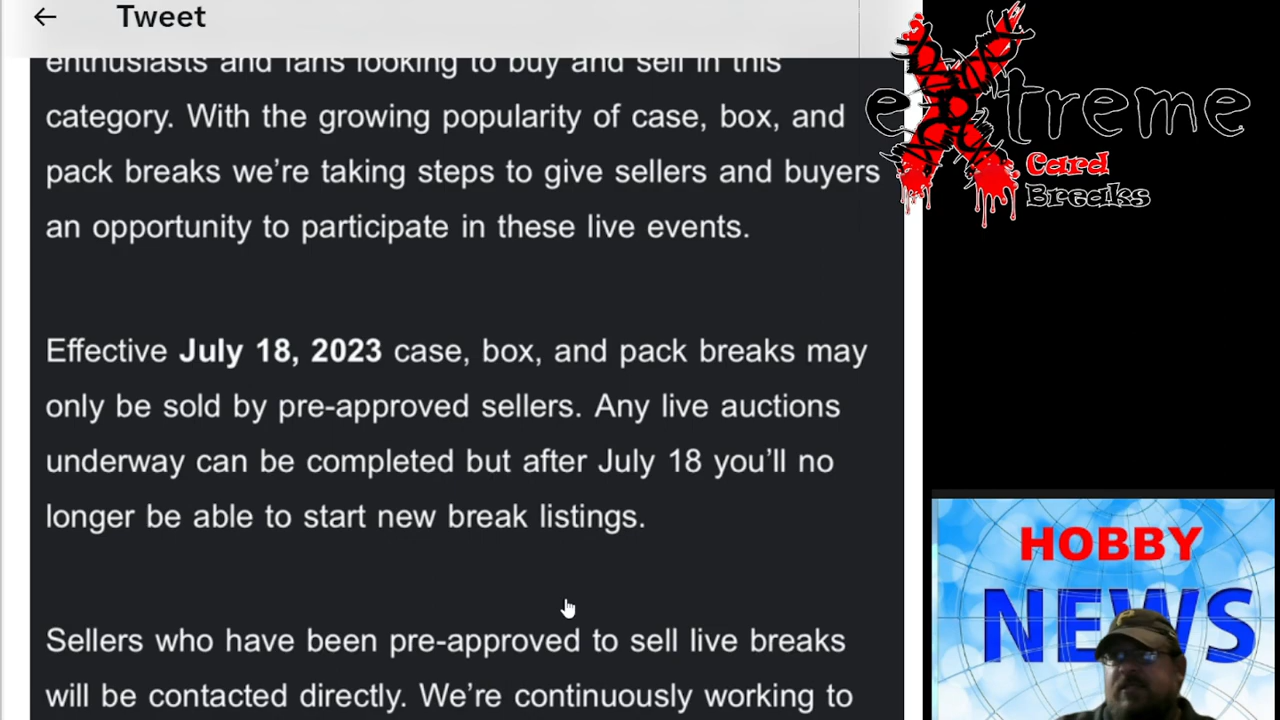 Tweet
enthusiasts and fans looking to buy and sell in this
category. With the growing popularity of case, box, and
pack breaks we’re taking steps to give sellers and buyers
an opportunity to participate in these live events.
Effective July 18, 2023 case, box, and pack breaks may
only be sold by pre-approved sellers. Any live auctions
underway can be completed but after July 18 you’ll no
longer be able to start new break listings.
Sellers who have been pre-approved to sell live breaks
will be contacted directly. We’re continuously working to
eXtreme
Card
Breaks
HOBBY
NEWS